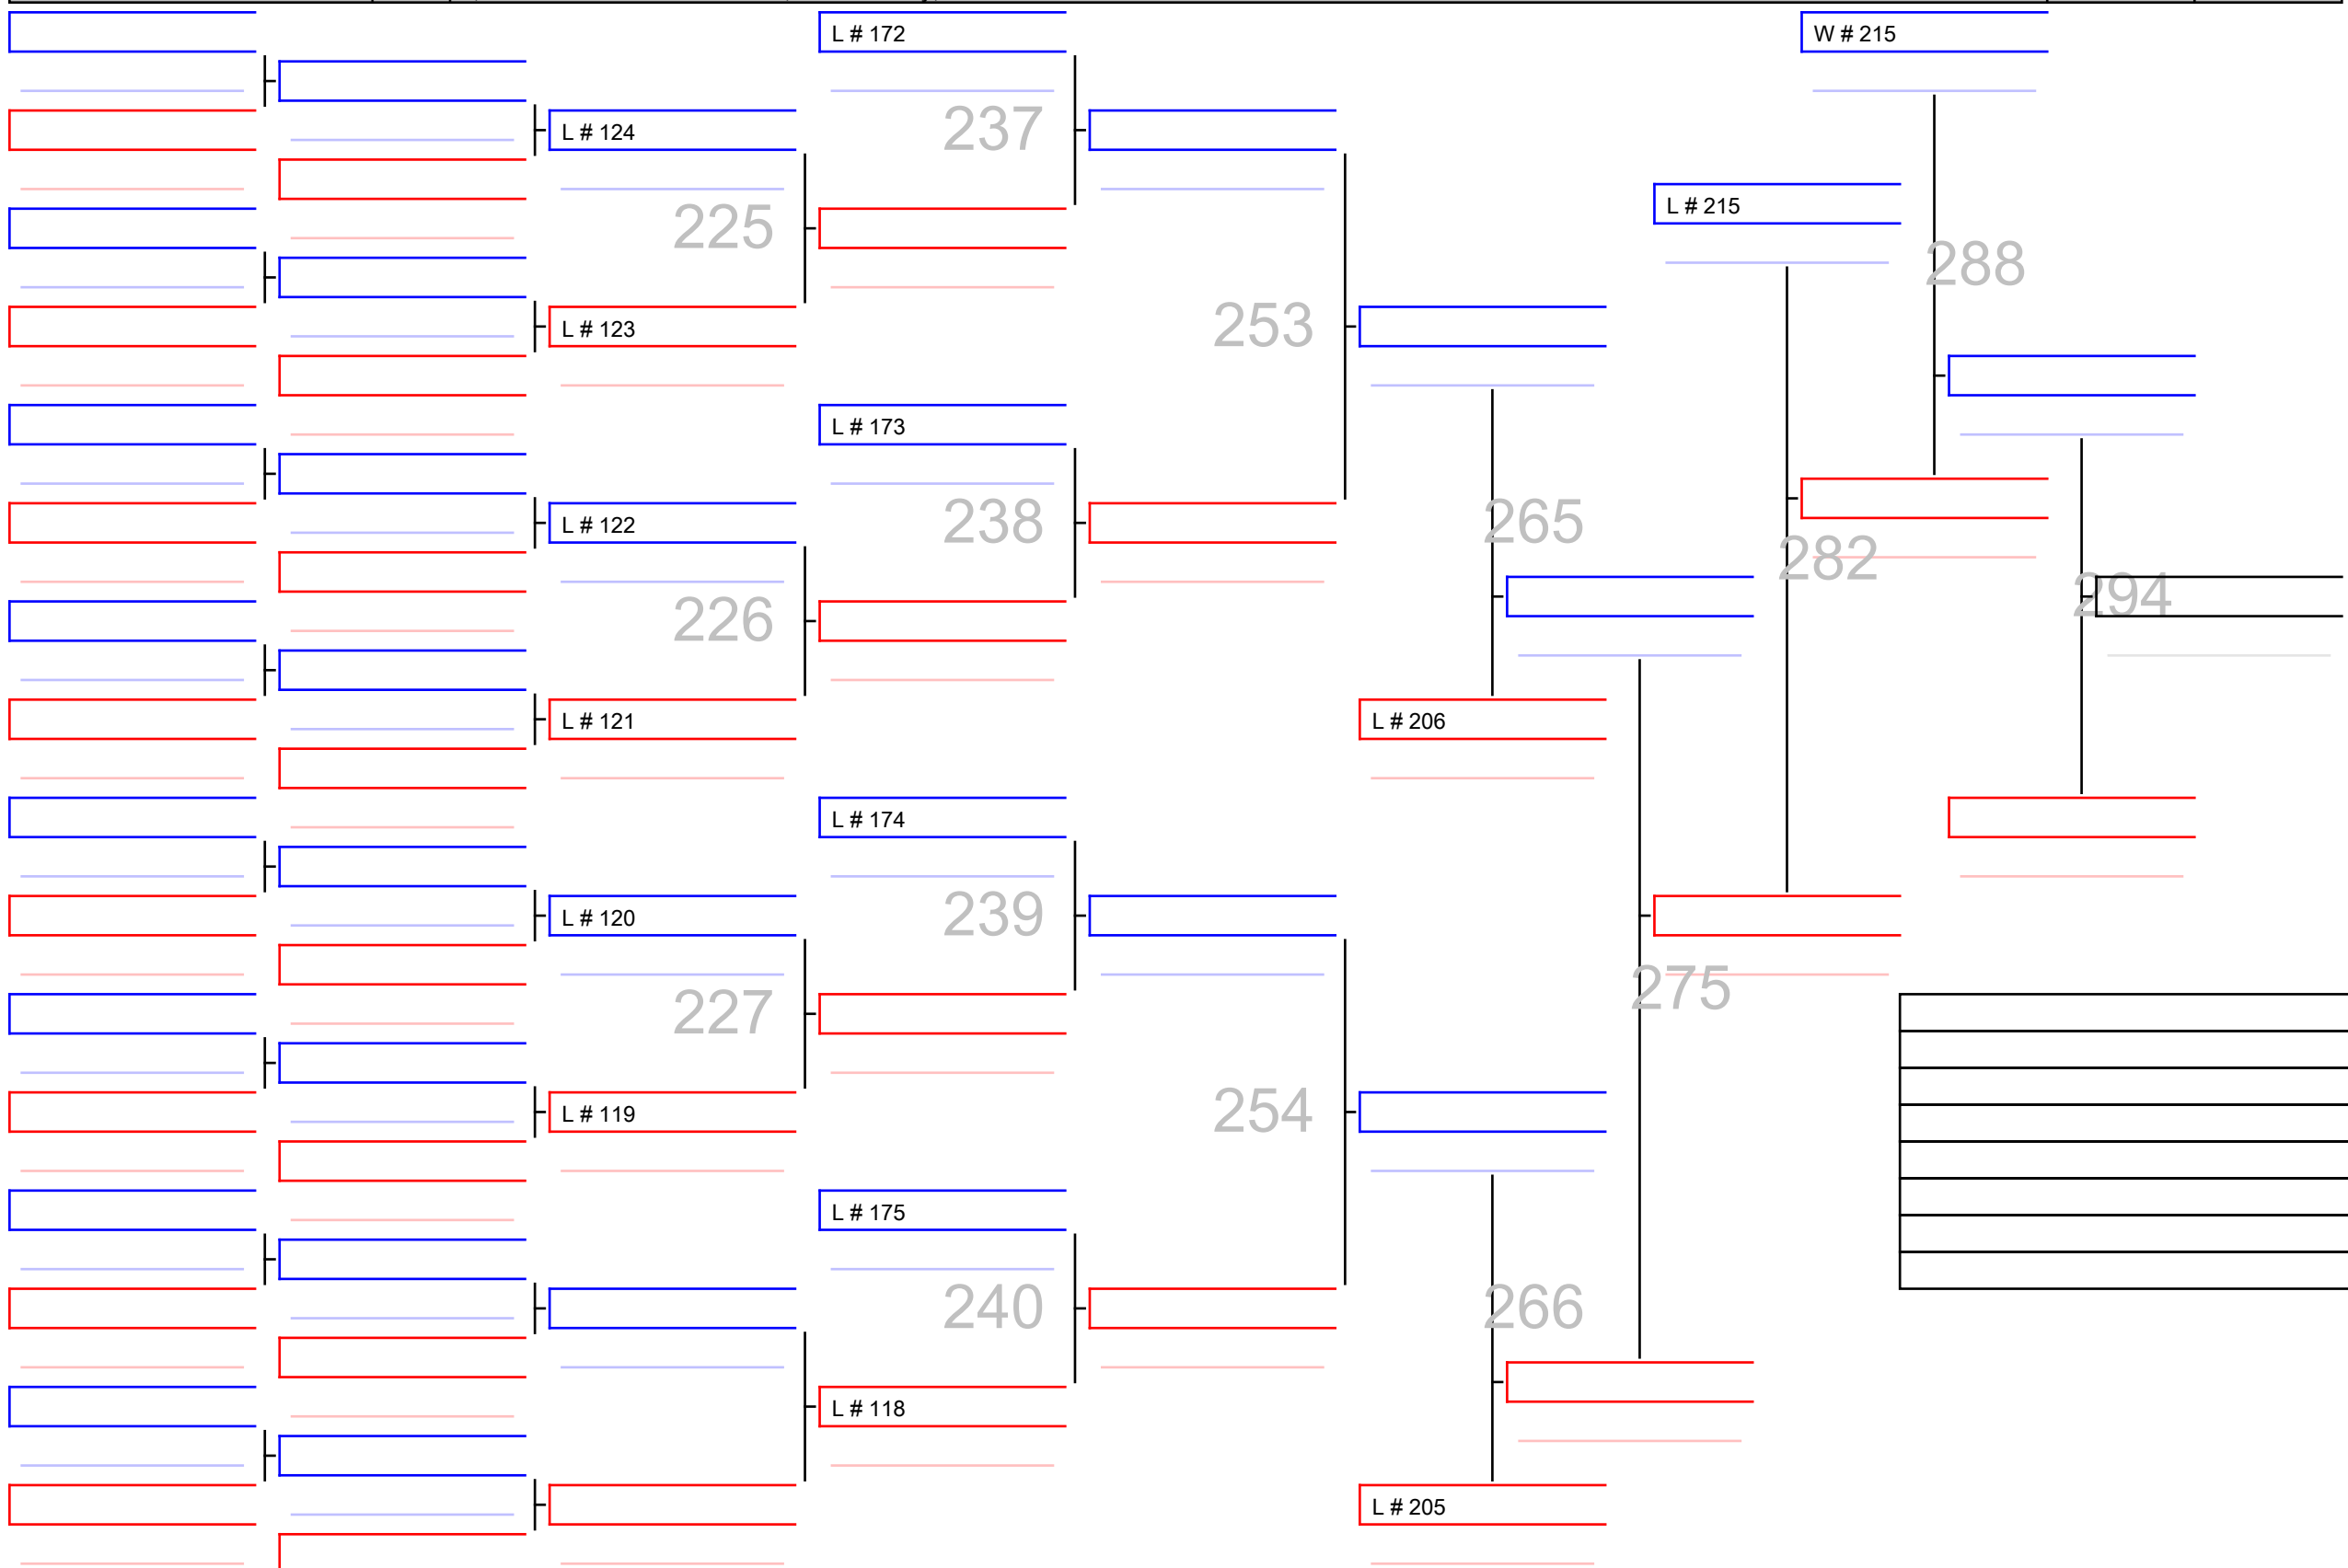 L # 172
W # 215
L # 124
237
L # 215
225
288
L # 123
253
L # 173
L # 122
238
265
282
294
226
L # 121
L # 206
L # 174
L # 120
239
275
227
L # 119
254
L # 175
240
266
L # 118
L # 205